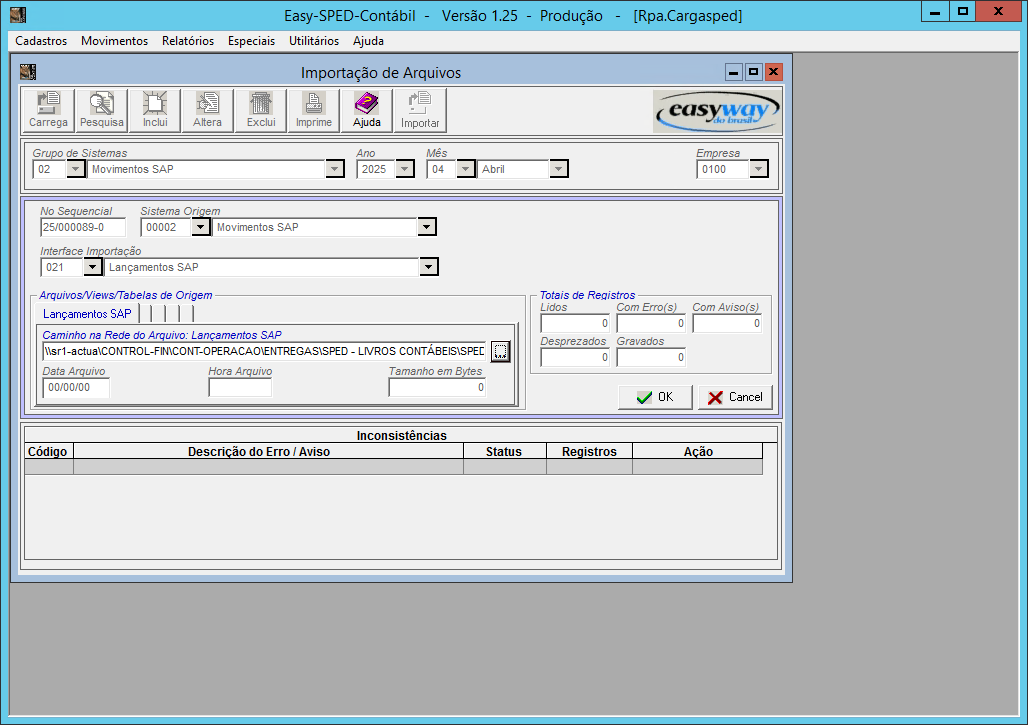 Easy-SPED-Contábil - Versão 1.25 - Produção - [Rpa.Cargasped]
Cadastros Movimentos Relatórios Especiais Utilitários Ajuda
Importação de Arquivos
Carrega Pesquisa Inclui Altera Exclui Imprime Ajuda Importar
easyway
do brasil
Grupo de Sistemas Ano Mês Empresa
02 Movimentos SAP 2025 04 Abril 0100
No Sequencial Sistema Origem
25/000089-0 00002 Movimentos SAP
Interface Importação
021 Lançamentos SAP
Arquivos/Views/Tabelas de Origem
Lançamentos SAP
Caminho na Rede do Arquivo: Lançamentos SAP
\\sr1-actua\CONTROL-FIN\CONT-OPERACAO\ENTREGAS\SPED - LIVROS CONTÁBEIS\SPED
Data Arquivo Hora Arquivo Tamanho em Bytes
00/00/00 0
Totais de Registros
Lidos Com Erro(s) Com Aviso(s)
0 0 0
Desprezados Gravados
0 0
OK Cancel
Inconsistências
Código Descrição do Erro / Aviso Status Registros Ação